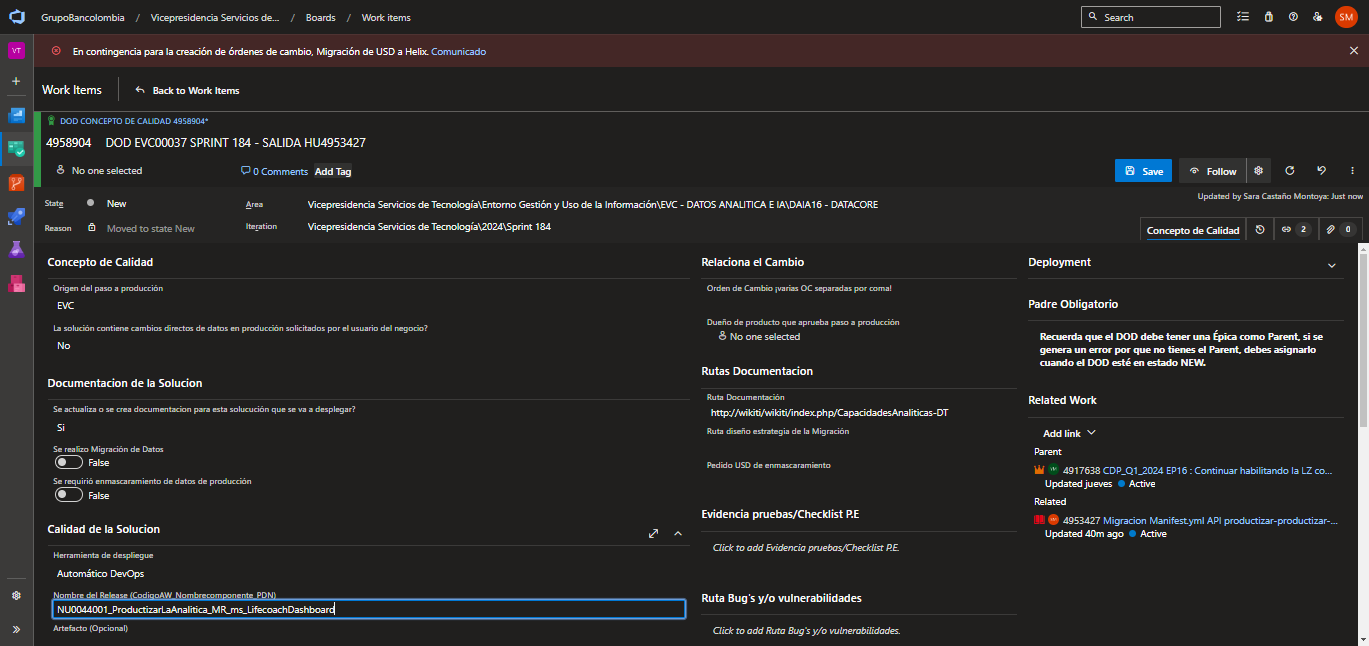 GrupoBancolombia / Vicepresidencia Servicios de... / Boards / Work items
Search
SM
VT
En contingencia para la creación de órdenes de cambio, Migración de USD a Helix. Comunicado
Work Items
Back to Work Items
DOD CONCEPTO DE CALIDAD 4958904*
4958904 DOD EVC00037 SPRINT 184 - SALIDA HU4953427
No one selected
0 Comments
Add Tag
Save
Follow
State
New
Area
Vicepresidencia Servicios de Tecnología\Entorno Gestión y Uso de la Información\EVC - DATOS ANALITICA E IA\DAIA16 - DATACORE
Updated by Sara Castaño Montoya: Just now
Reason
Moved to state New
Iteration
Vicepresidencia Servicios de Tecnología\2024\Sprint 184
Concepto de Calidad
2
0
Concepto de Calidad
Origen del paso a producción
EVC
La solución contiene cambios directos de datos en producción solicitados por el usuario del negocio?
No
Documentacion de la Solucion
Se actualiza o se crea documentacion para esta solucución que se va a desplegar?
Si
Se realizo Migración de Datos
False
Se requirió enmascaramiento de datos de producción
False
Calidad de la Solucion
Herramienta de despliegue
Automático DevOps
Nombre del Release (CodigoAW_Nombrecomponente_PDN)
NU0044001_ProductizarLaAnalitica_MR_ms_LifecoachDashboard
Artefacto (Opcional)
Relaciona el Cambio
Orden de Cambio ¡varias OC separadas por coma!
Dueño de producto que aprueba paso a producción
No one selected
Rutas Documentacion
Ruta Documentación
http://wikiti/wikiti/index.php/CapacidadesAnaliticas-DT
Ruta diseño estrategia de la Migración
Pedido USD de enmascaramiento
Evidencia pruebas/Checklist P.E
Click to add Evidencia pruebas/Checklist P.E.
Ruta Bug's y/o vulnerabilidades
Click to add Ruta Bug's y/o vulnerabilidades.
Deployment
Padre Obligatorio
Recuerda que el DOD debe tener una Épica como Parent, si se
genera un error por que no tienes el Parent, debes asignarlo
cuando el DOD esté en estado NEW.
Related Work
Add link
Parent
4917638 CDP_Q1_2024 EP16 : Continuar habilitando la LZ co...
Updated jueves Active
Related
4953427 Migracion Manifest.yml API productizar-productizar-...
Updated 40m ago Active